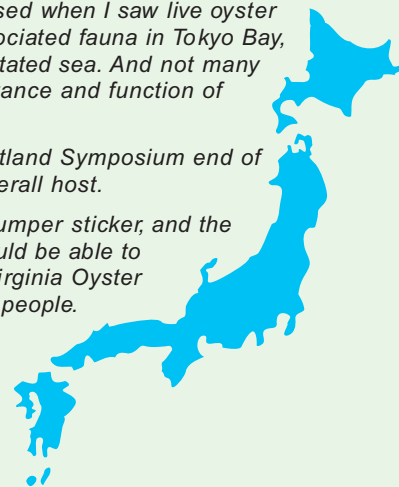 sed when I saw live oyster
ociated fauna in Tokyo Bay,
tated sea. And not many
ance and function of
tland Symposium end of
erall host.
umper sticker, and the
uld be able to
irginia Oyster
people.